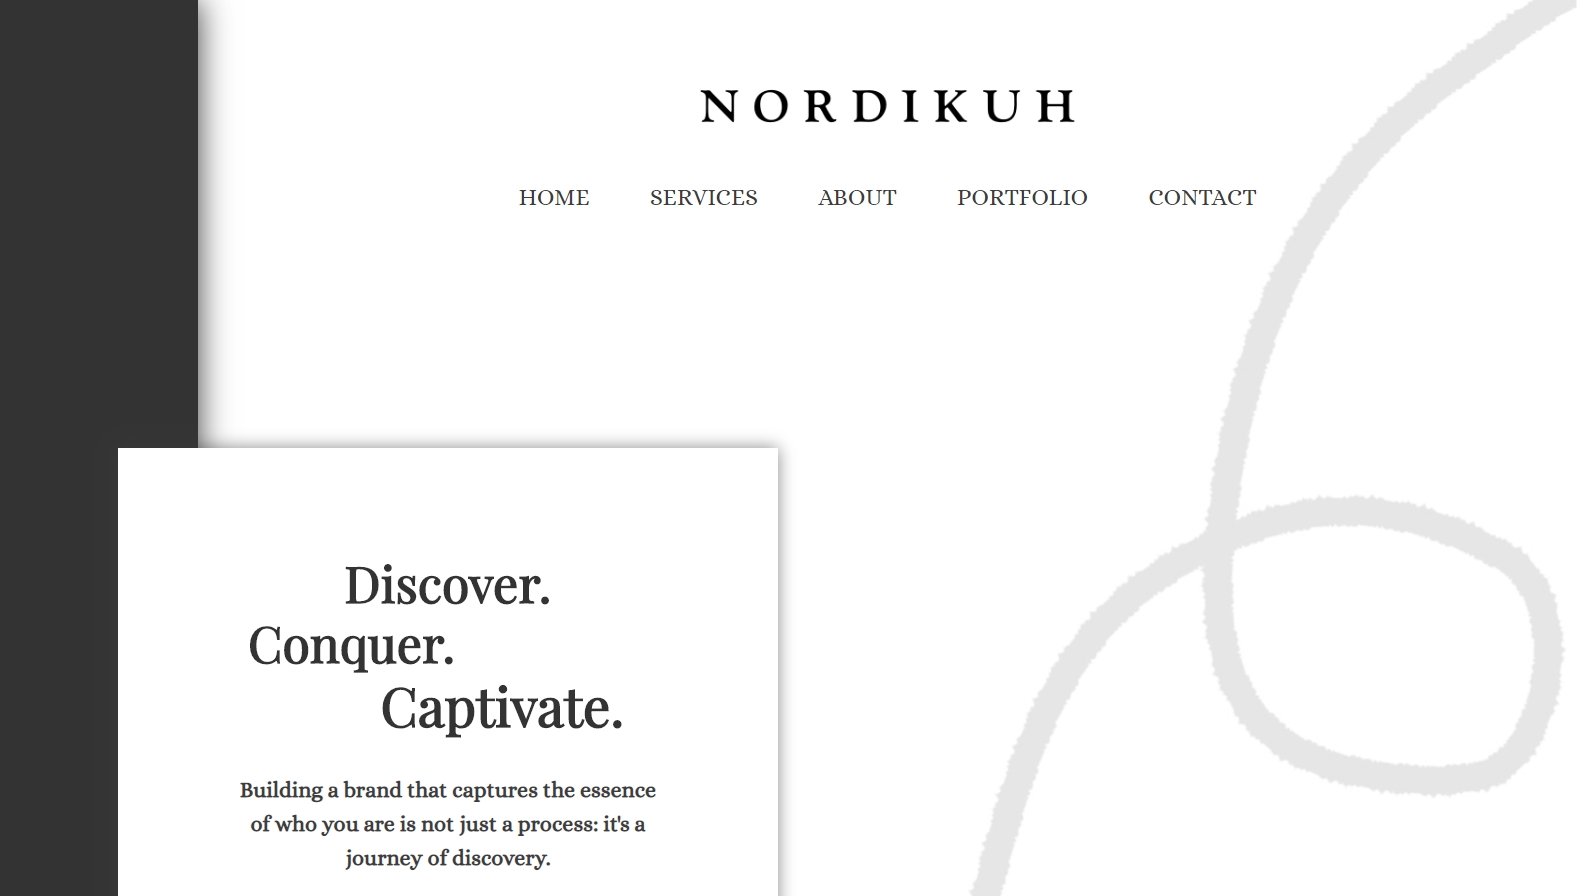 NORDIKUH
HOME SERVICES ABOUT PORTFOLIO CONTACT
Discover.
Conquer.
Captivate.
Building a brand that captures the essence
of who you are is not just a process: it's a
journey of discovery.